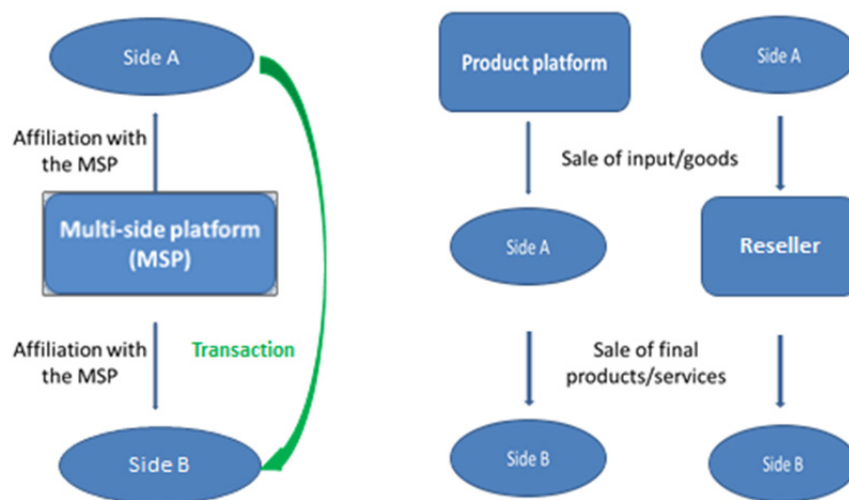 Side A
Affiliation with
the MSP
Multi-side platform
(MSP)
Affiliation with
the MSP
Transaction
Side B
Product platform
Side A
Sale of input/goods
Side A
Reseller
Sale of final
products/services
Side B
Side B